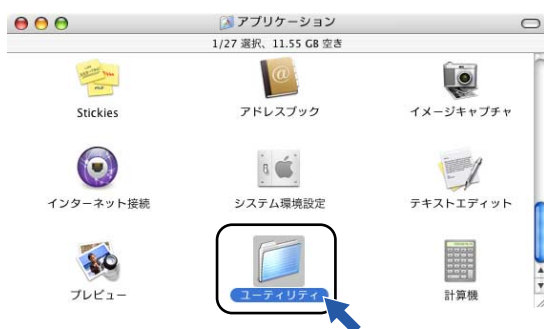 アプリケーション
1/27 選択、11.55 GB 空き
Stickies
アドレスブック
イメージキャプチャ
インターネット接続
システム環境設定
テキストエディット
プレビュー
ユーティリティ
計算機